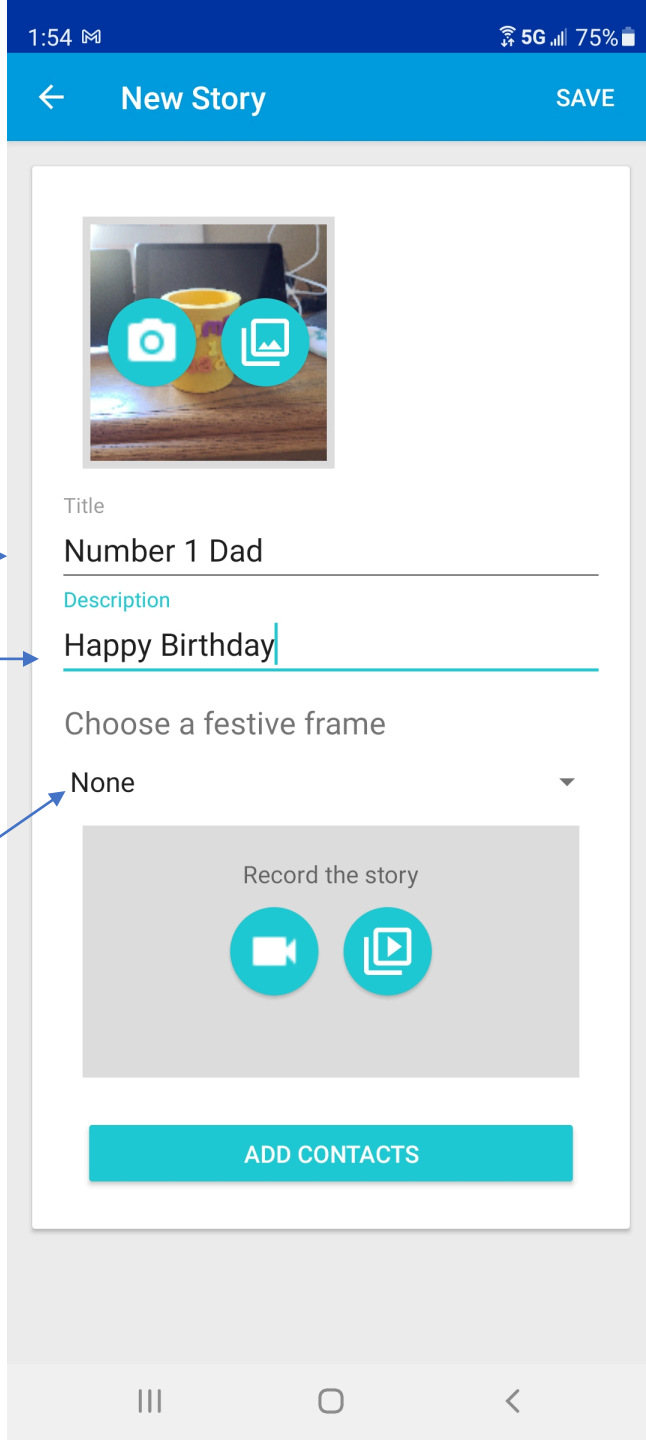 1:54 5G 75%
New Story SAVE
Title
Number 1 Dad
Description
Happy Birthday
Choose a festive frame
None
Record the story
ADD CONTACTS